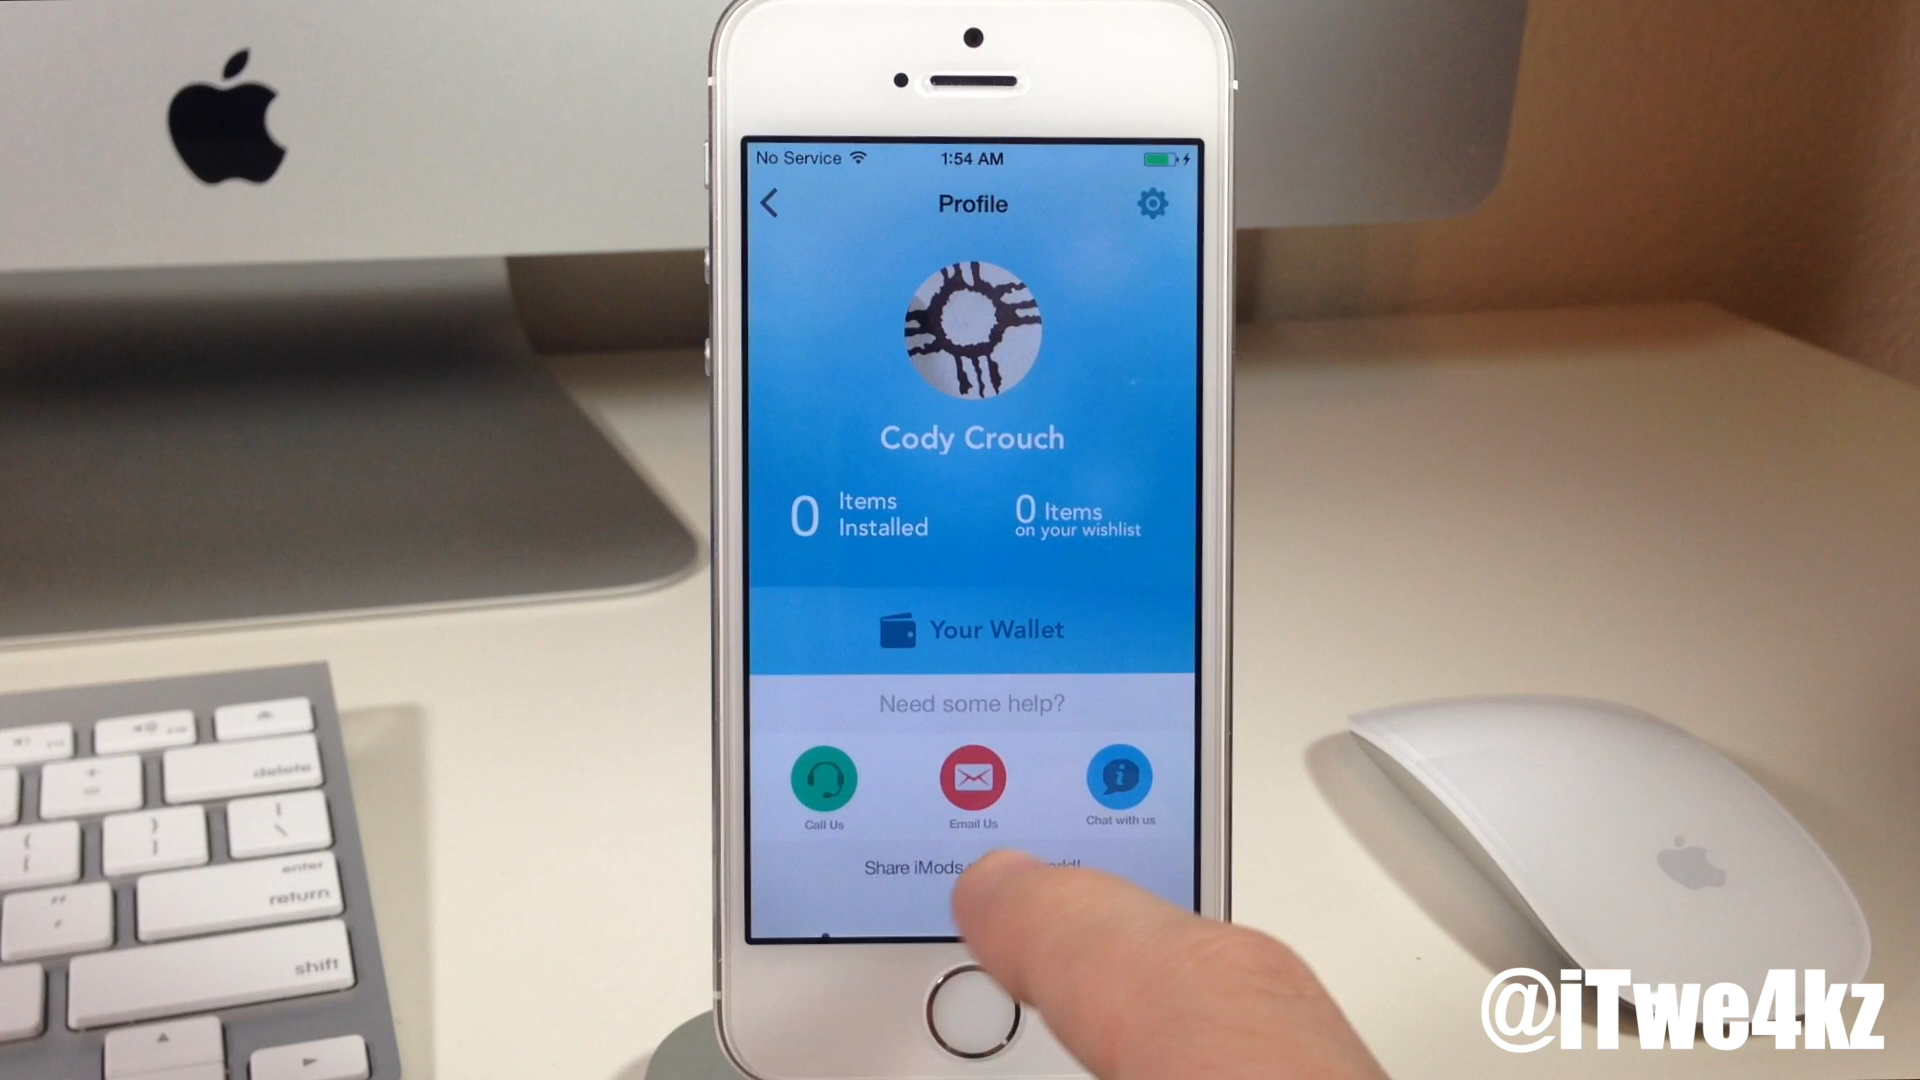 No Service
1:54 AM
Profile
Cody Crouch
0 Items Installed
0 Items
on your wishlist
Your Wallet
Need some help?
Call Us
Email Us
Chat with us
Share iMods
delete
enter
return
shift
@iTwe4kz